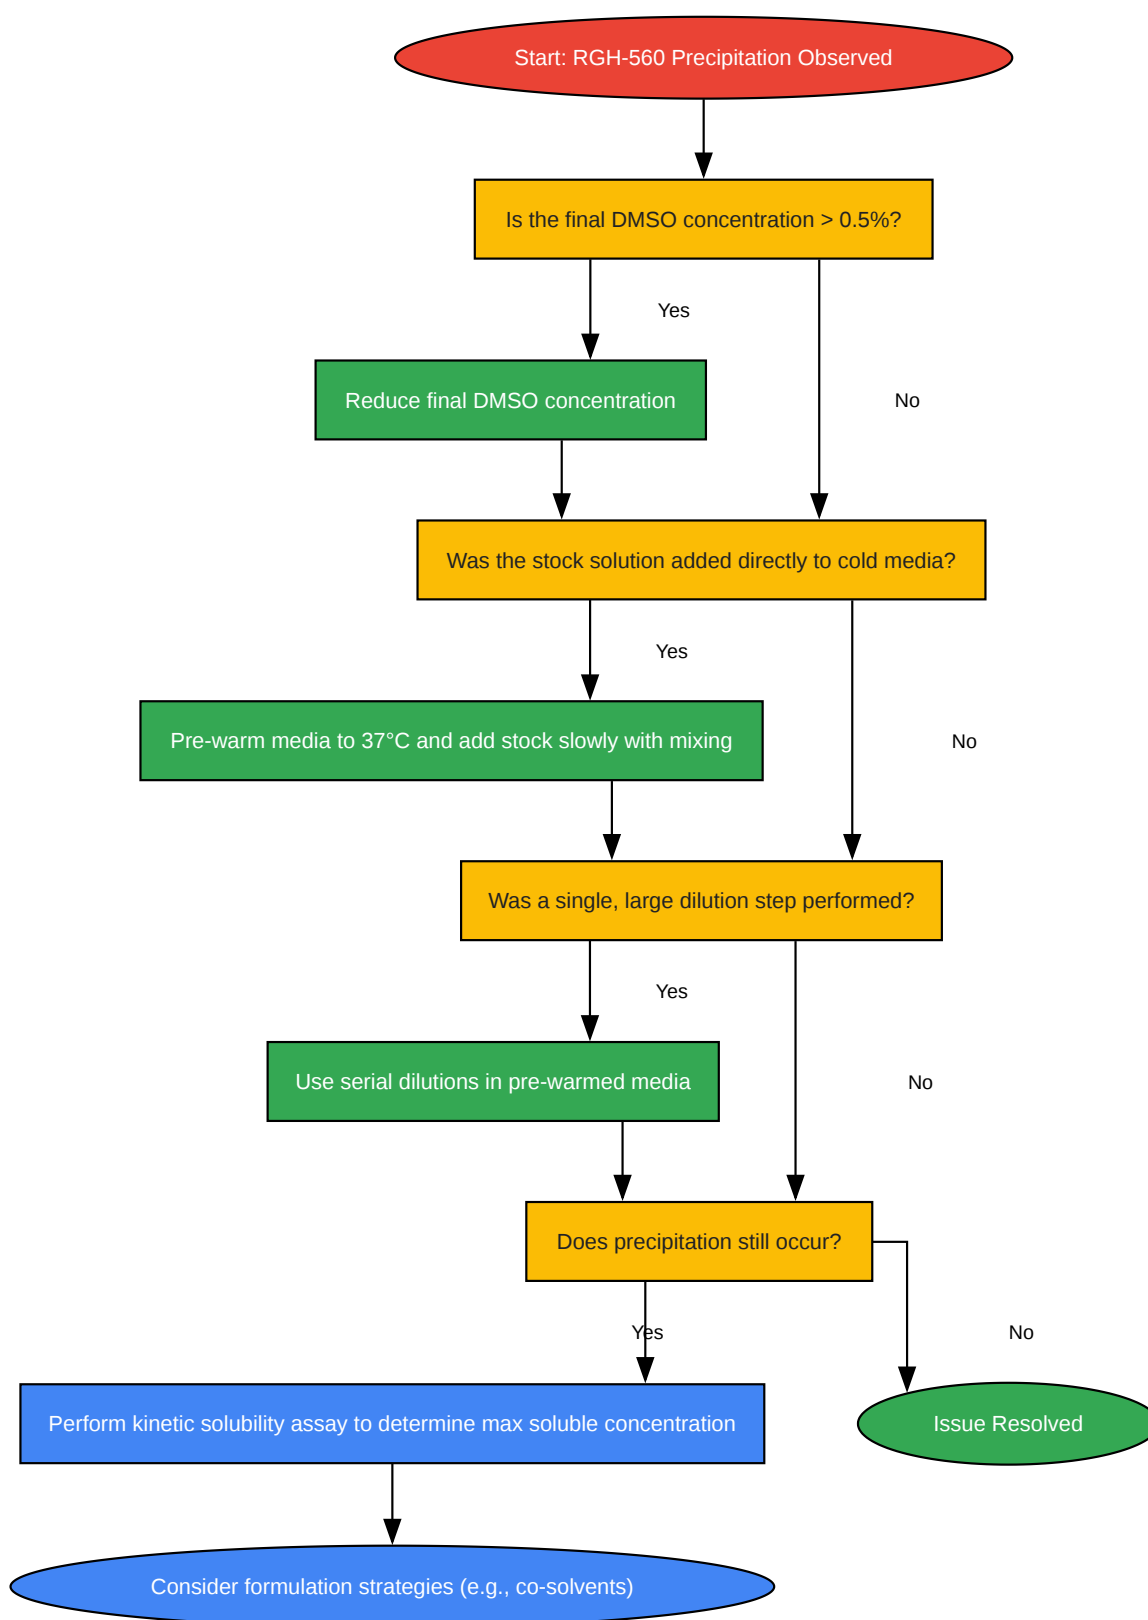 Start: RGH-560 Precipitation Observed
Is the final DMSO concentration > 0.5%?
Yes
Reduce final DMSO concentration
No
Was the stock solution added directly to cold media?
Yes
Pre-warm media to 37°C and add stock slowly with mixing
No
Was a single, large dilution step performed?
Yes
Use serial dilutions in pre-warmed media
No
Does precipitation still occur?
Yes
No
Perform kinetic solubility assay to determine max soluble concentration
Issue Resolved
Consider formulation strategies (e.g., co-solvents)